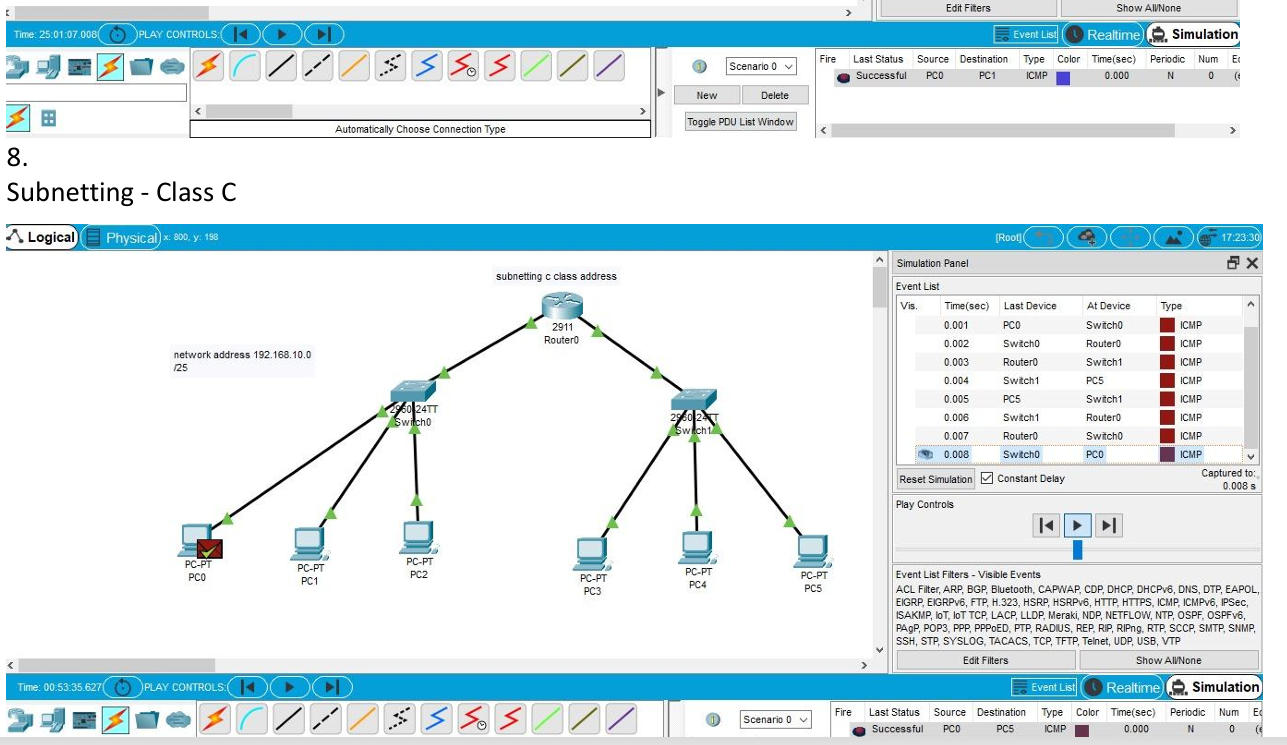 Edit Filters Show All/None
Time: 25:01:07.008 PLAY CONTROLS: Event List Realtime Simulation
Fire Last Status Source Destination Type Color Time(sec) Periodic Num
Successful PC0 PC1 ICMP 0.000 N 0
Scenario 0
New Delete
Toggle PDU List Window
Automatically Choose Connection Type
8.
Subnetting - Class C
Logical Physical x: 800, y: 198 [Root] 17:23:30
subnetting c class address
2911
Router0
network address 192.168.10.0
/25
2960-24TT
Switch0
2960-24TT
Switch1
PC-PT
PC0
PC-PT
PC1
PC-PT
PC2
PC-PT
PC3
PC-PT
PC4
PC-PT
PC5
Simulation Panel
Event List
Vis. Time(sec) Last Device At Device Type
0.001 PC0 Switch0 ICMP
0.002 Switch0 Router0 ICMP
0.003 Router0 Switch1 ICMP
0.004 Switch1 PC5 ICMP
0.005 PC5 Switch1 ICMP
0.006 Switch1 Router0 ICMP
0.007 Router0 Switch0 ICMP
0.008 Switch0 PC0 ICMP
Reset Simulation Constant Delay Captured to:
0.008 s
Play Controls
Event List Filters - Visible Events
ACL Filter, ARP, BGP, Bluetooth, CAPWAP, CDP, DHCP, DHCPv6, DNS, DTP, EAPOL,
EIGRP, EIGRPv6, FTP, H.323, HSRP, HSRPv6, HTTP, HTTPS, ICMP, ICMPv6, IPSec,
ISAKMP, IoT, IoT TCP, LACP, LLDP, Meraki, NDP, NETFLOW, NTP, OSPF, OSPFv6,
PAgP, POP3, PPP, PPPoED, PTP, RADIUS, REP, RIP, RIPng, RTP, SCCP, SMTP, SNMP,
SSH, STP, SYSLOG, TACACS, TCP, TFTP, Telnet, UDP, USB, VTP
Edit Filters Show All/None
Time: 00:53:35.627 PLAY CONTROLS: Event List Realtime Simulation
Scenario 0
Fire Last Status Source Destination Type Color Time(sec) Periodic Num
Successful PC0 PC5 ICMP 0.000 N 0